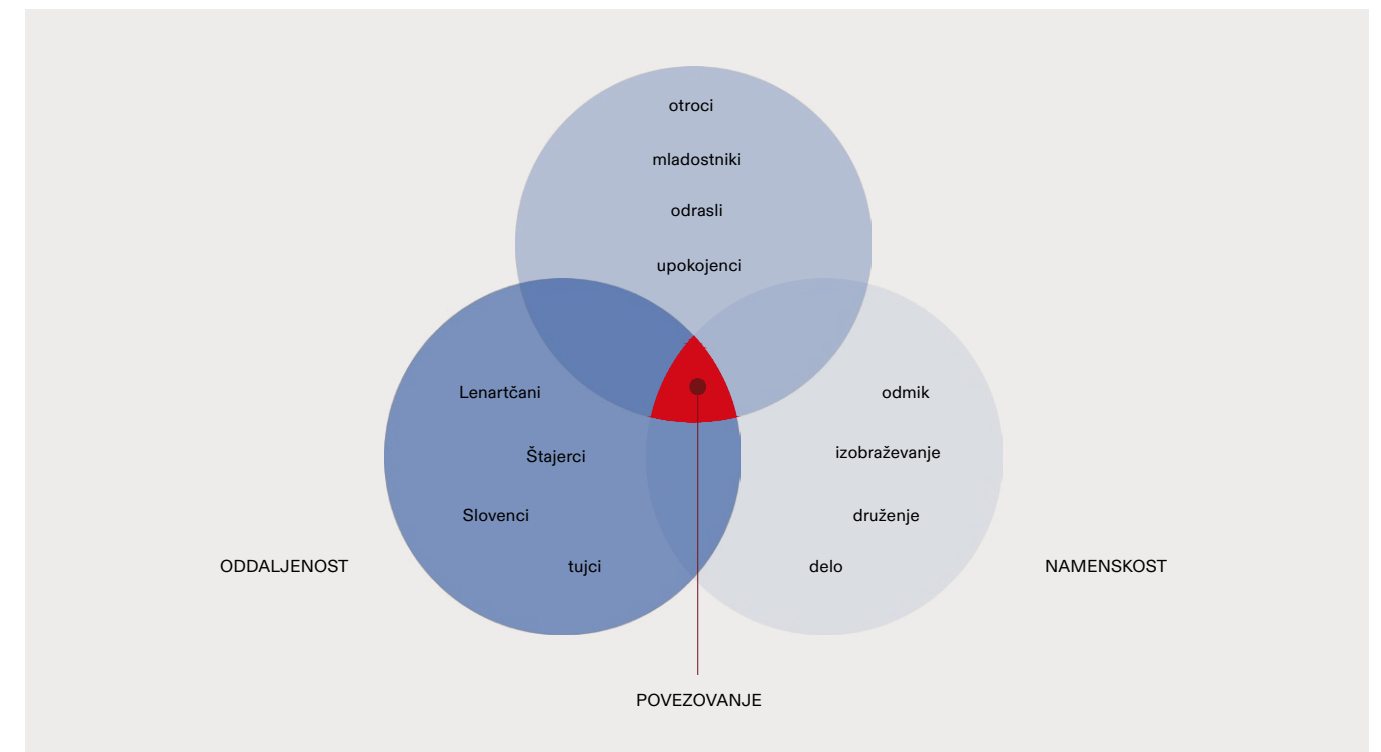 otroci
mladostniki
odrasli
upokojenci
Lenartčani
Štajerci
Slovenci
tujci
ODDALJENOST
odmik
izobraževanje
druženje
delo
NAMENSKOST
POVEZOVANJE